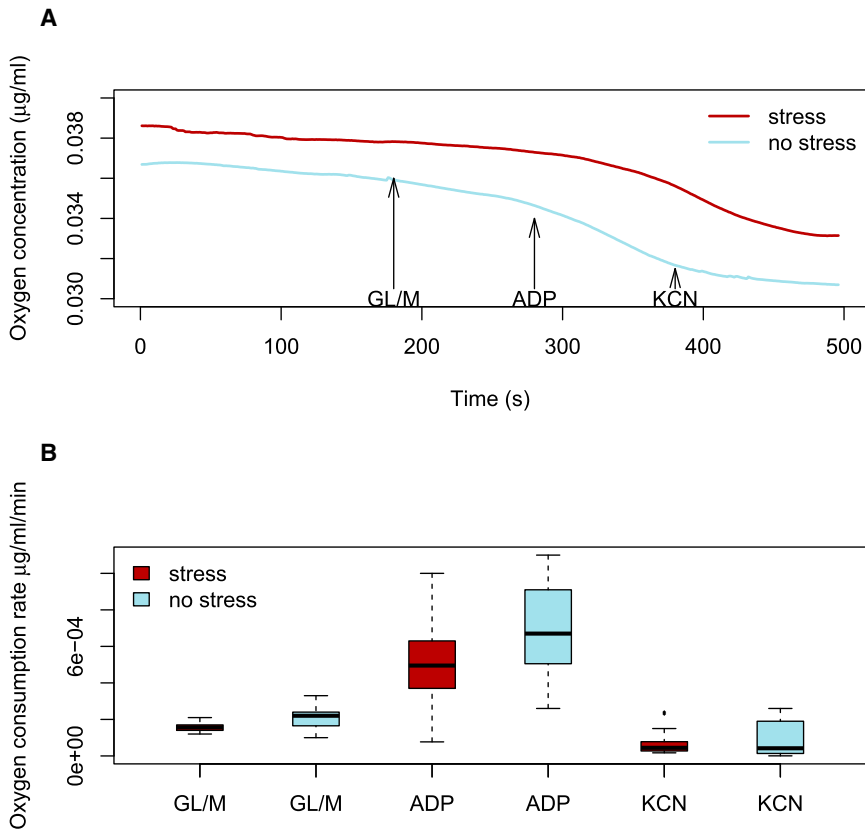 A
Oxygen concentration (μg/ml)
0.038
0.034
0.030
stress
no stress
GL/M ADP KCN
0 100 200 300 400 500
Time (s)
B
Oxygen consumption rate μg/ml/min
6e−04
0e+00
stress
no stress
GL/M GL/M ADP ADP KCN KCN